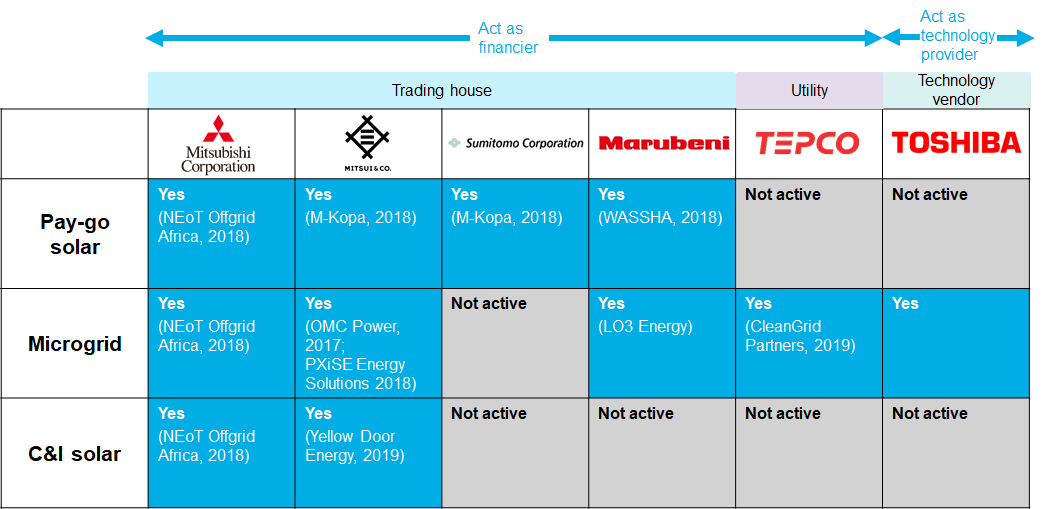 Act as
financier
Act as
technology
provider
Trading house
Utility
Technology
vendor
Mitsubishi
Corporation
MITSUI & CO.
Sumitomo Corporation
Marubeni
TEPCO
TOSHIBA
Pay-go
solar
Yes
(NEoT Offgrid
Africa, 2018)
Yes
(M-Kopa, 2018)
Yes
(M-Kopa, 2018)
Yes
(WASSHA, 2018)
Not active
Not active
Microgrid
Yes
(NEoT Offgrid
Africa, 2018)
Yes
(OMC Power,
2017;
PXiSE Energy
Solutions 2018)
Not active
Yes
(LO3 Energy)
Yes
(CleanGrid
Partners, 2019)
Yes
C&I solar
Yes
(NEoT Offgrid
Africa, 2018)
Yes
(Yellow Door
Energy, 2019)
Not active
Not active
Not active
Not active